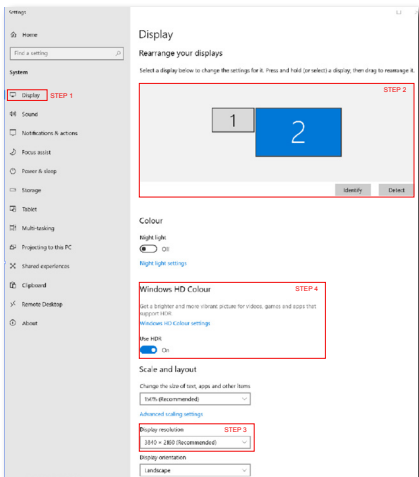 Settings
Home
Find a setting
System
Display STEP 1
Sound
Notifications & actions
Focus assist
Power & sleep
Storage
Tablet
Multi-tasking
Projecting to this PC
Shared experiences
Clipboard
Remote Desktop
About
Display
Rearrange your displays
Select a display below to change the settings for it. Press and hold (or select) a display, then drag to rearrange it.
STEP 2
1
2
Identify Detect
Colour
Night light
Off
Night light settings
Windows HD Colour STEP 4
Get a brighter and more vibrant picture for videos, games and apps that
support HDR.
Windows HD Colour settings
Use HDR
On
Scale and layout
Change the size of text, apps and other items
(Recommended)
Advanced scaling settings
Display resolution STEP 3
3840 × 2160 (Recommended)
Display orientation
Landscape